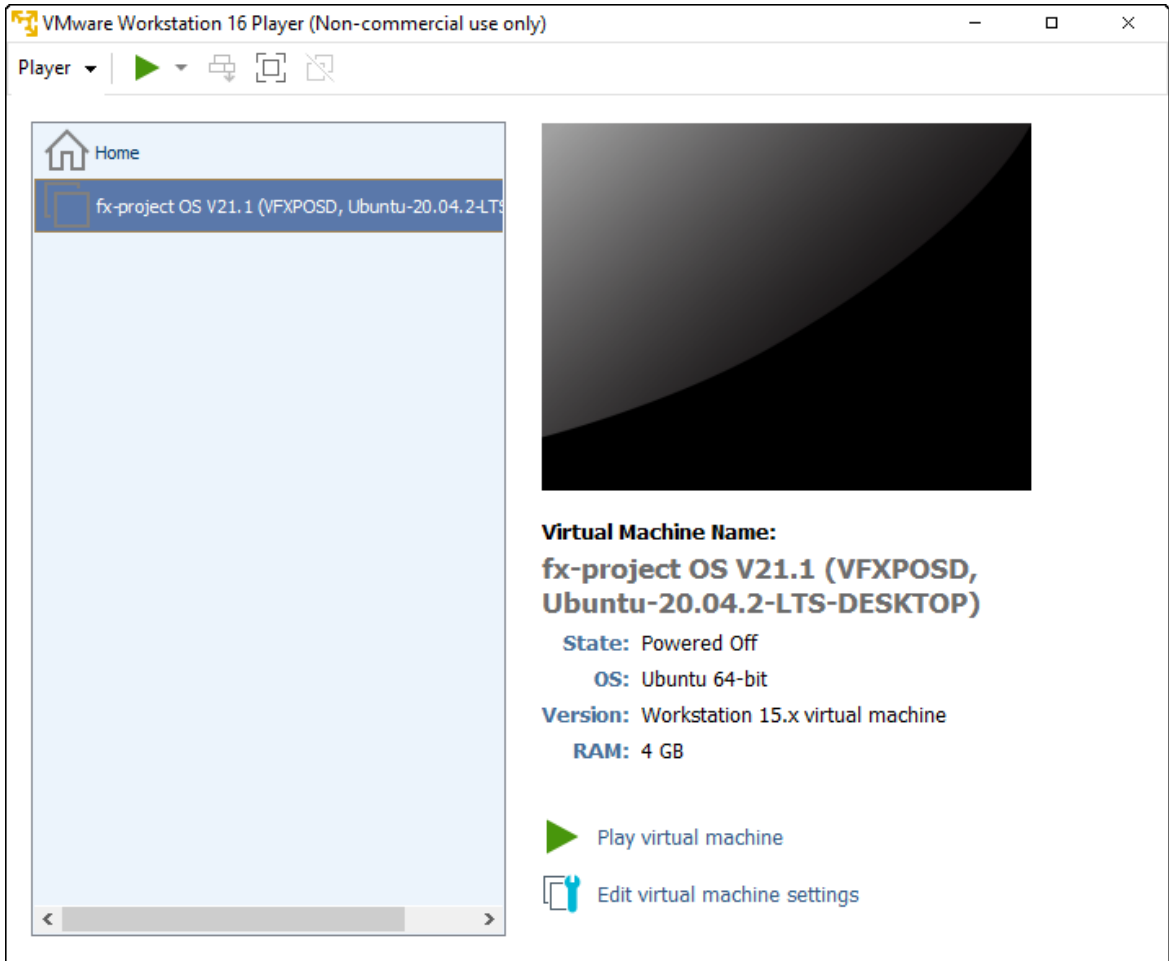 VMware Workstation 16 Player (Non-commercial use only)
Player
Home
fx-project OS V21.1 (VFXPOSD, Ubuntu-20.04.2-LTS
Virtual Machine Name:
fx-project OS V21.1 (VFXPOSD,
Ubuntu-20.04.2-LTS-DESKTOP)
State: Powered Off
OS: Ubuntu 64-bit
Version: Workstation 15.x virtual machine
RAM: 4 GB
Play virtual machine
Edit virtual machine settings